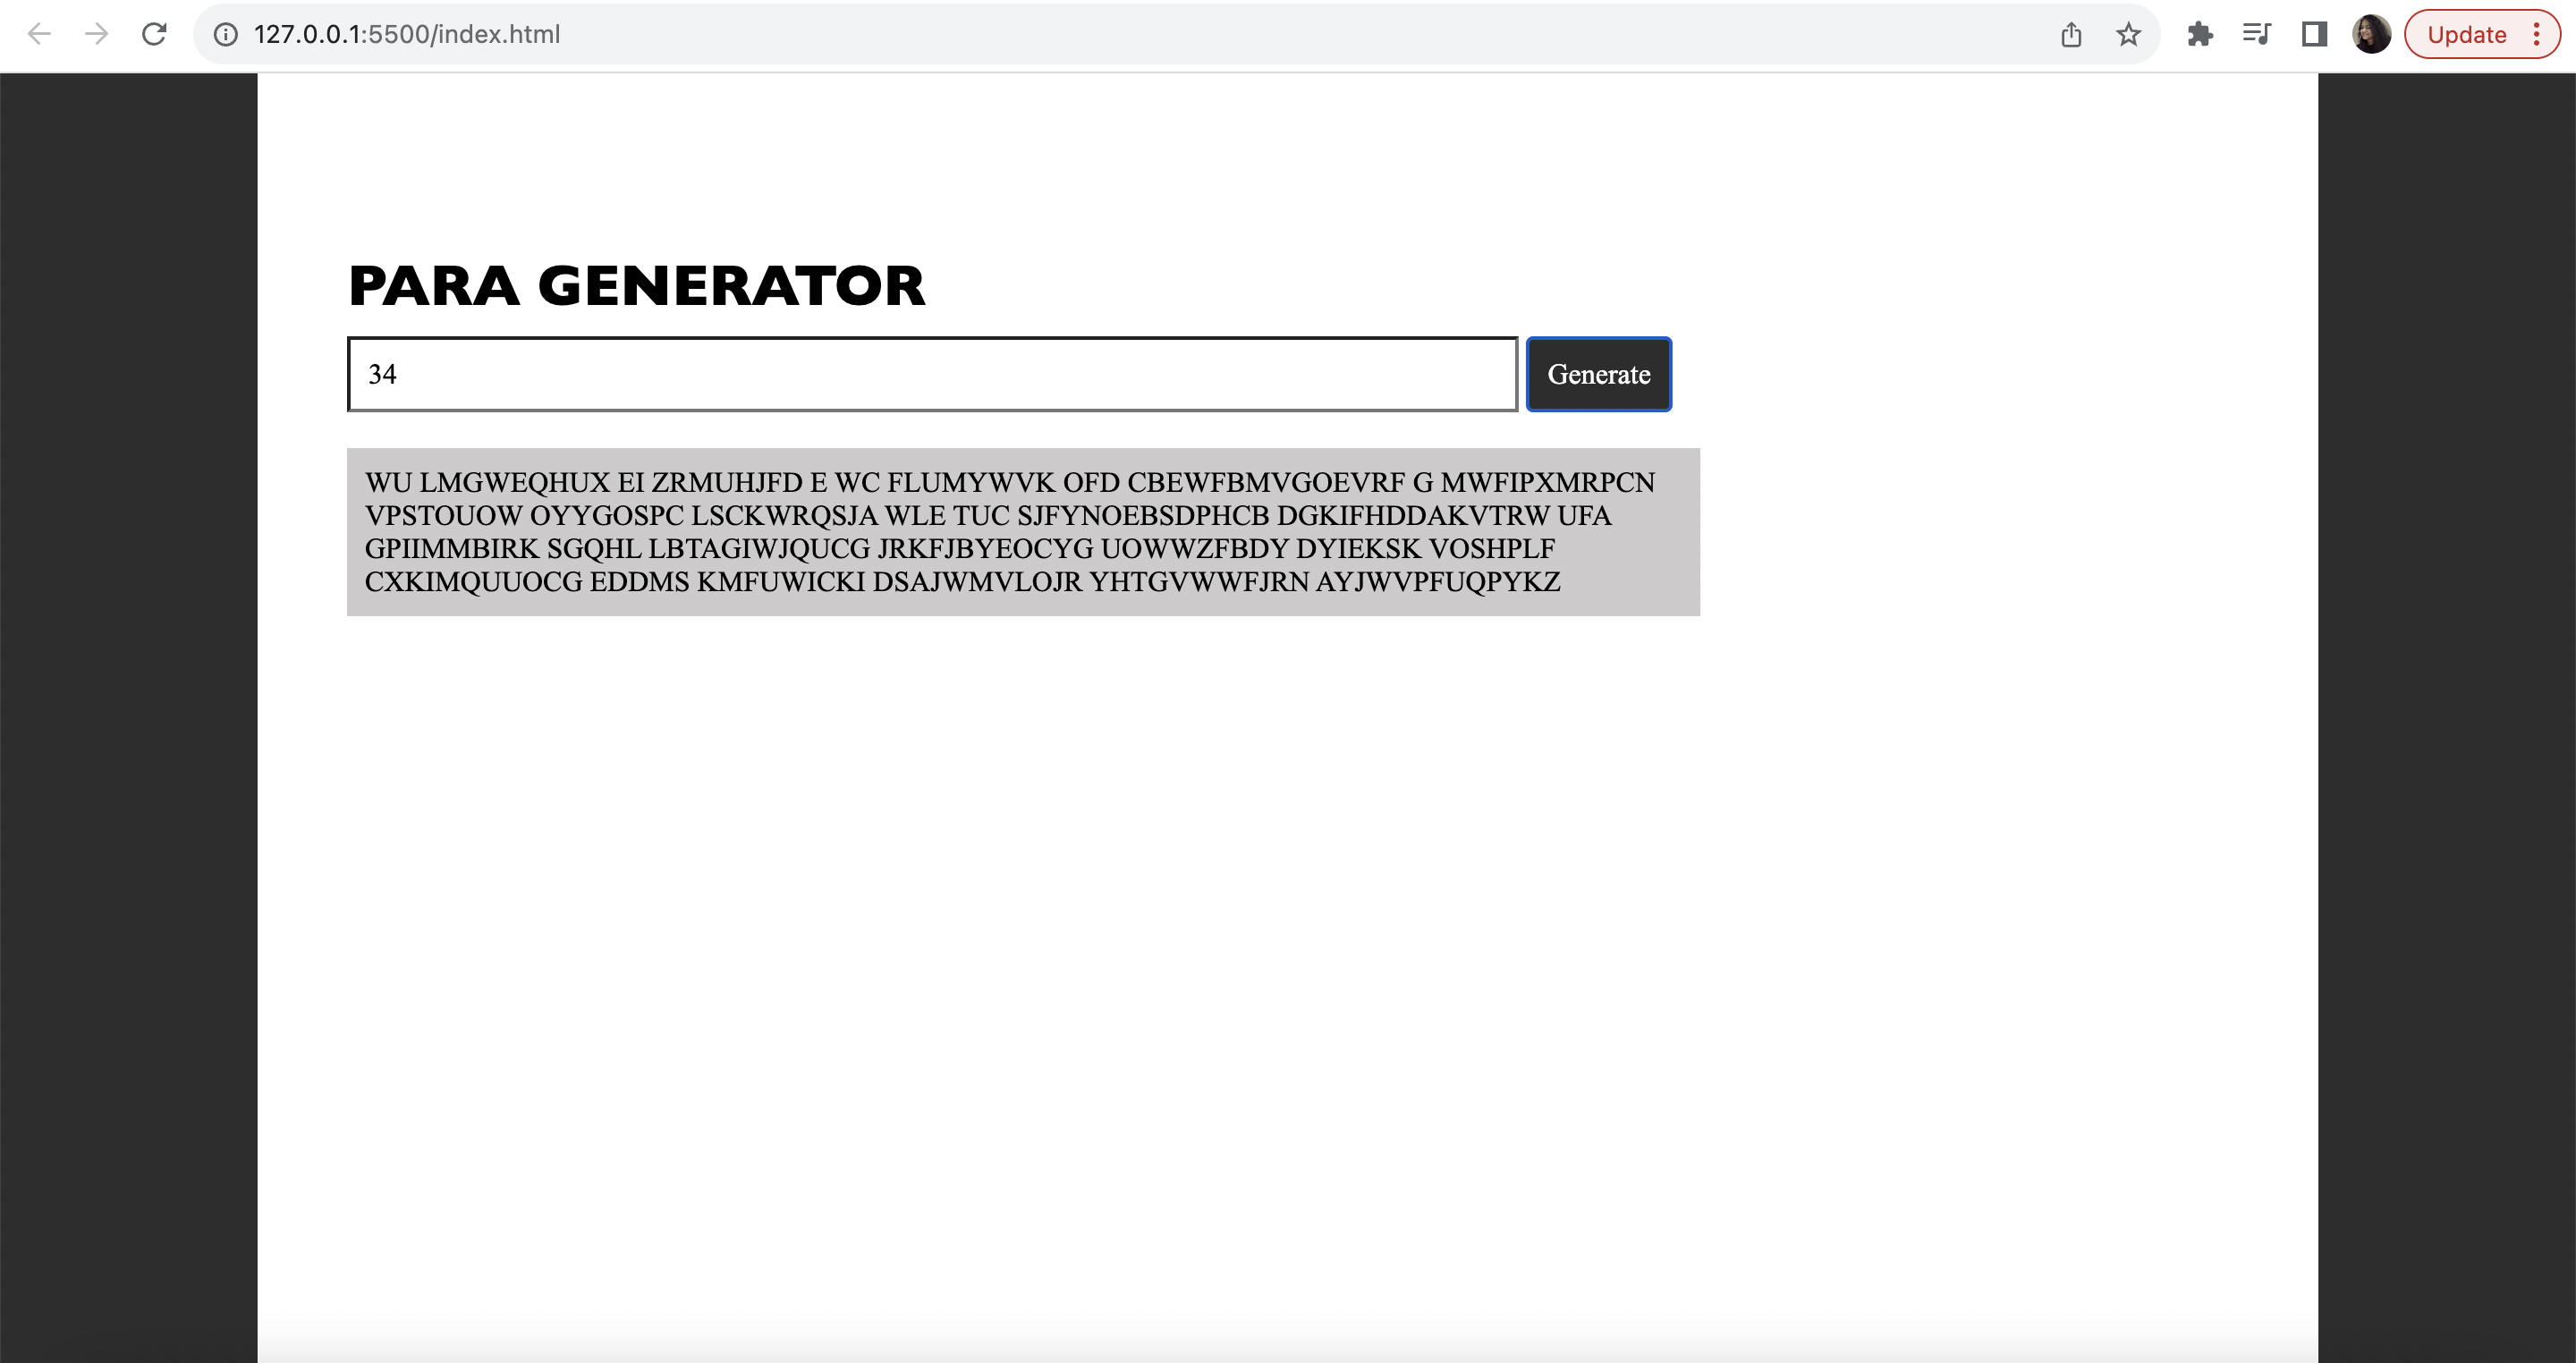 127.0.0.1:5500/index.html
Update
PARA GENERATOR
34
Generate
WU LMGWEQHUX EI ZRMUHJFD E WC FLUMYWVK OFD CBEWFBMVGOEVRF G MWFIPXMRPCN
VPSTOUOW OYYGOSPC LSCKWRQSJA WLE TUC SJFYNOEBSDPHCB DGKIFHDDAKVTRW UFA
GPIIMMBIRK SGQHL LBTAGIWJQUCG JRKFJBYEOCYG UOWWZFBDY DYIEKSK VOSHPLF
CXKIMQUUOCG EDDMS KMFUWICKI DSAJWMVLOJR YHTGVWWFJRN AYJWVPFUQPYKZ